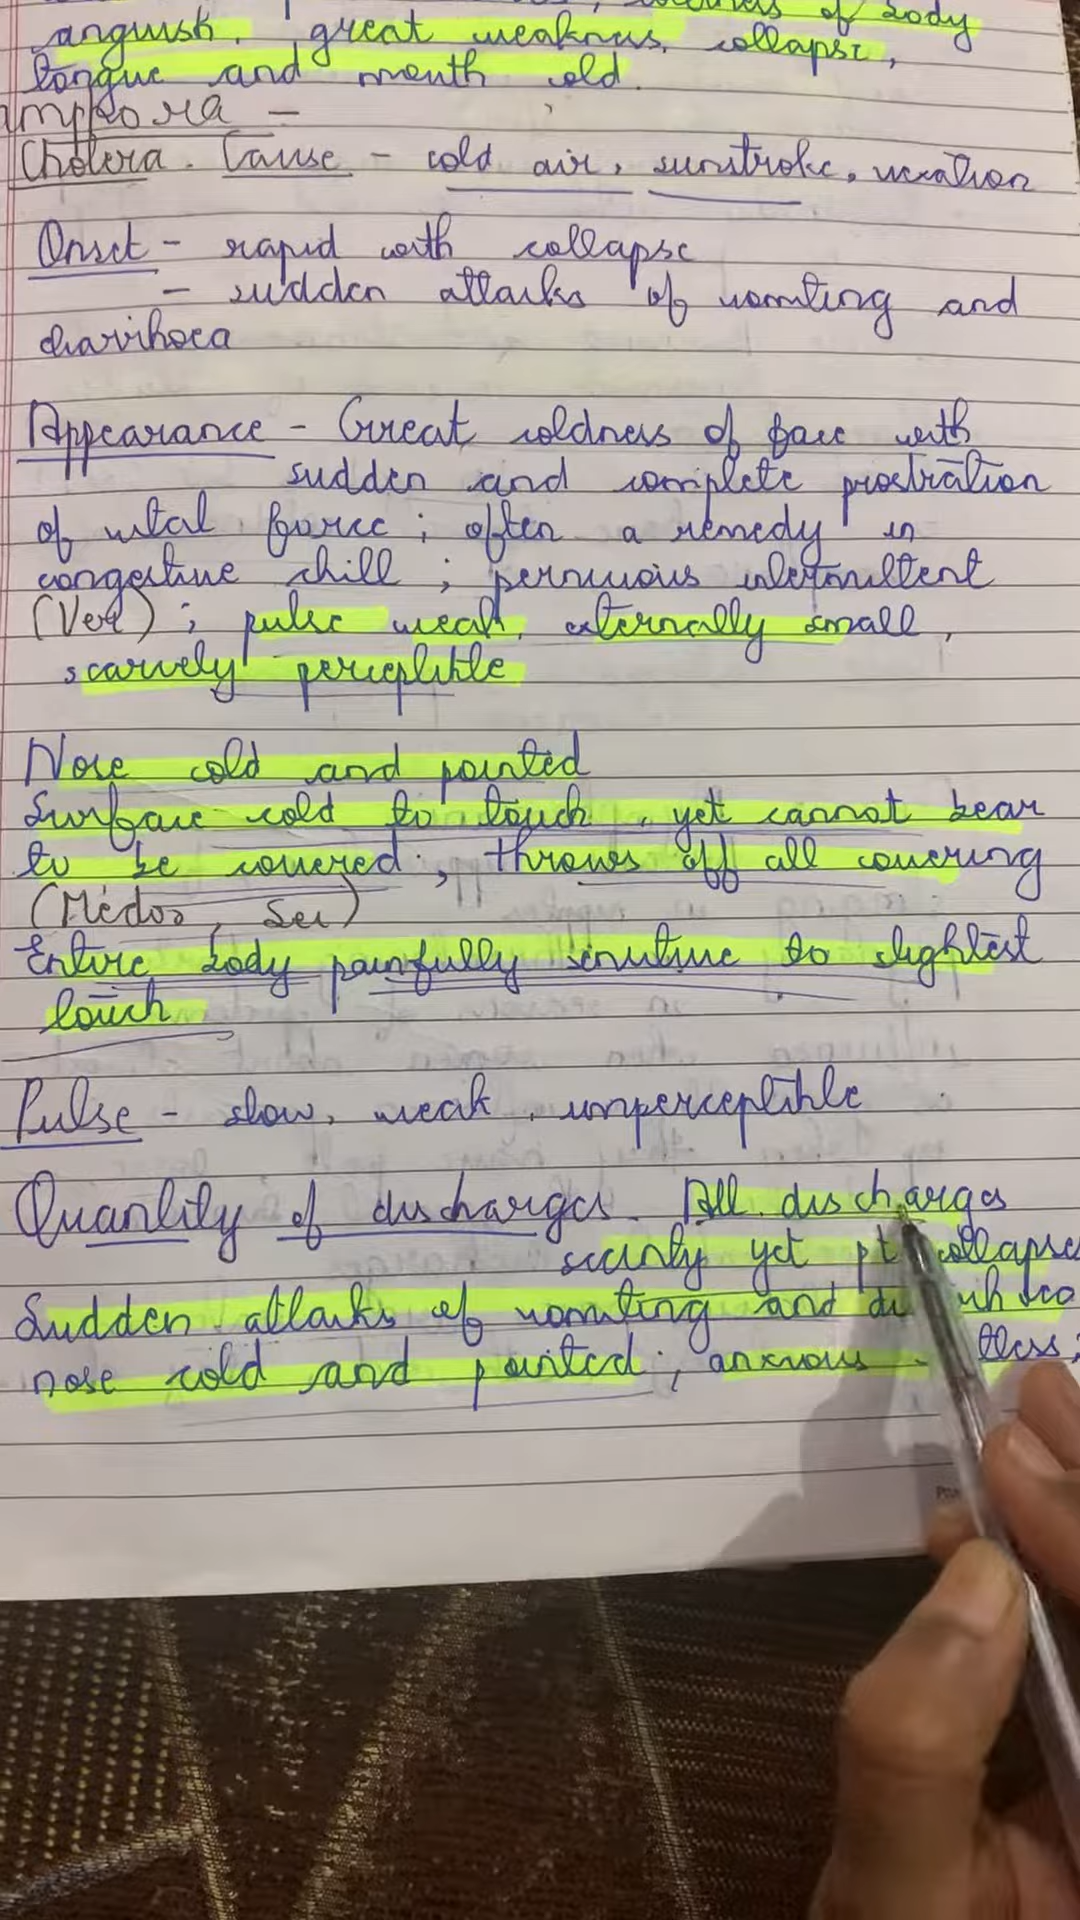 of body
anguish, great weakness, collapse,
tongue and mouth cold.
amphora -
Cholera. Cause - cold air, sunstroke, vexation
Onset - rapid with collapse
- sudden attacks of vomiting and
diarrhoea
Appearance - Great coldness of face with
sudden and complete prostration
of vital force; often a remedy in
congestive chill; pernicious intermittent
(Ver); pulse weak, externally small,
scarcely perceptible
Nose cold and pointed
Surface cold to touch, yet cannot bear
to be covered; throws off all covering
(Medor, Sec)
Entire body painfully sensitive to slightest
touch
Pulse - slow, weak, imperceptible
Quantity of discharges. All discharges
scanty yet pt collapse
Sudden attacks of vomiting and
nose cold and pointed; anxious